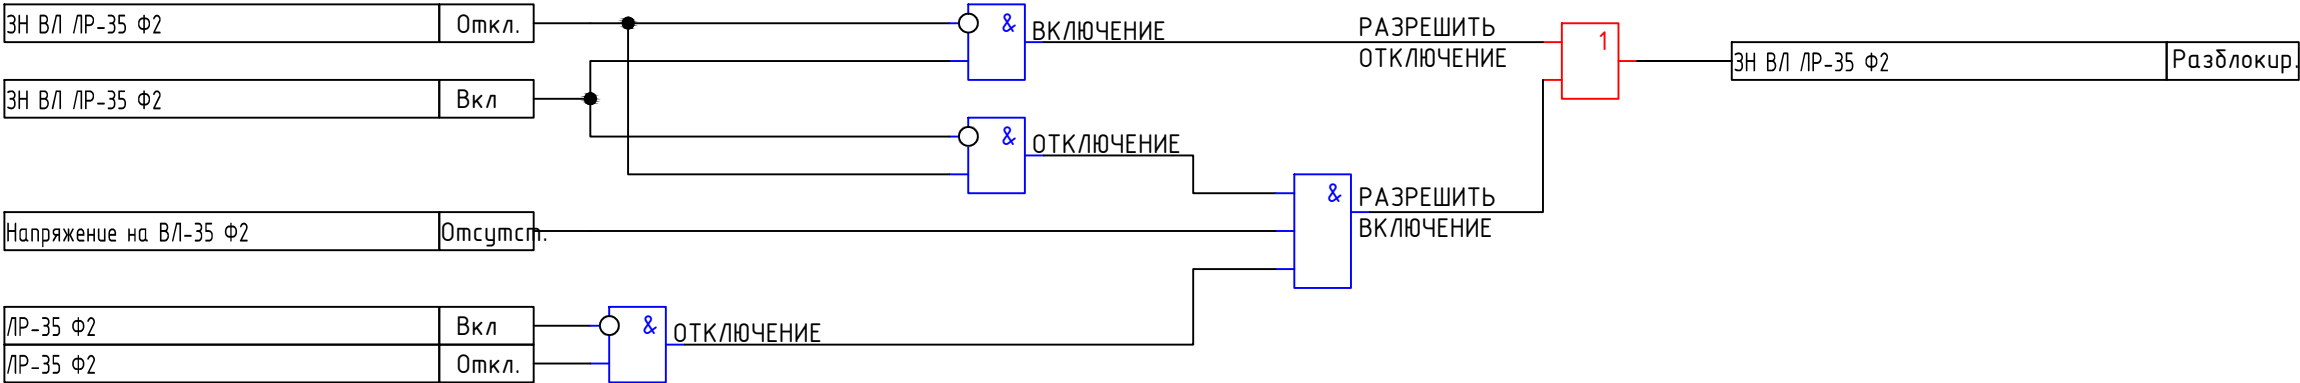 ЗН ВЛ ЛР-35 Ф2 Откл.
& ВКЛЮЧЕНИЕ
РАЗРЕШИТЬ
ОТКЛЮЧЕНИЕ
1
ЗН ВЛ ЛР-35 Ф2 Разблокир.
ЗН ВЛ ЛР-35 Ф2 Вкл
& ОТКЛЮЧЕНИЕ
& РАЗРЕШИТЬ
ВКЛЮЧЕНИЕ
Напряжение на ВЛ-35 Ф2 Отсутст.
ЛР-35 Ф2 Вкл
& ОТКЛЮЧЕНИЕ
ЛР-35 Ф2 Откл.